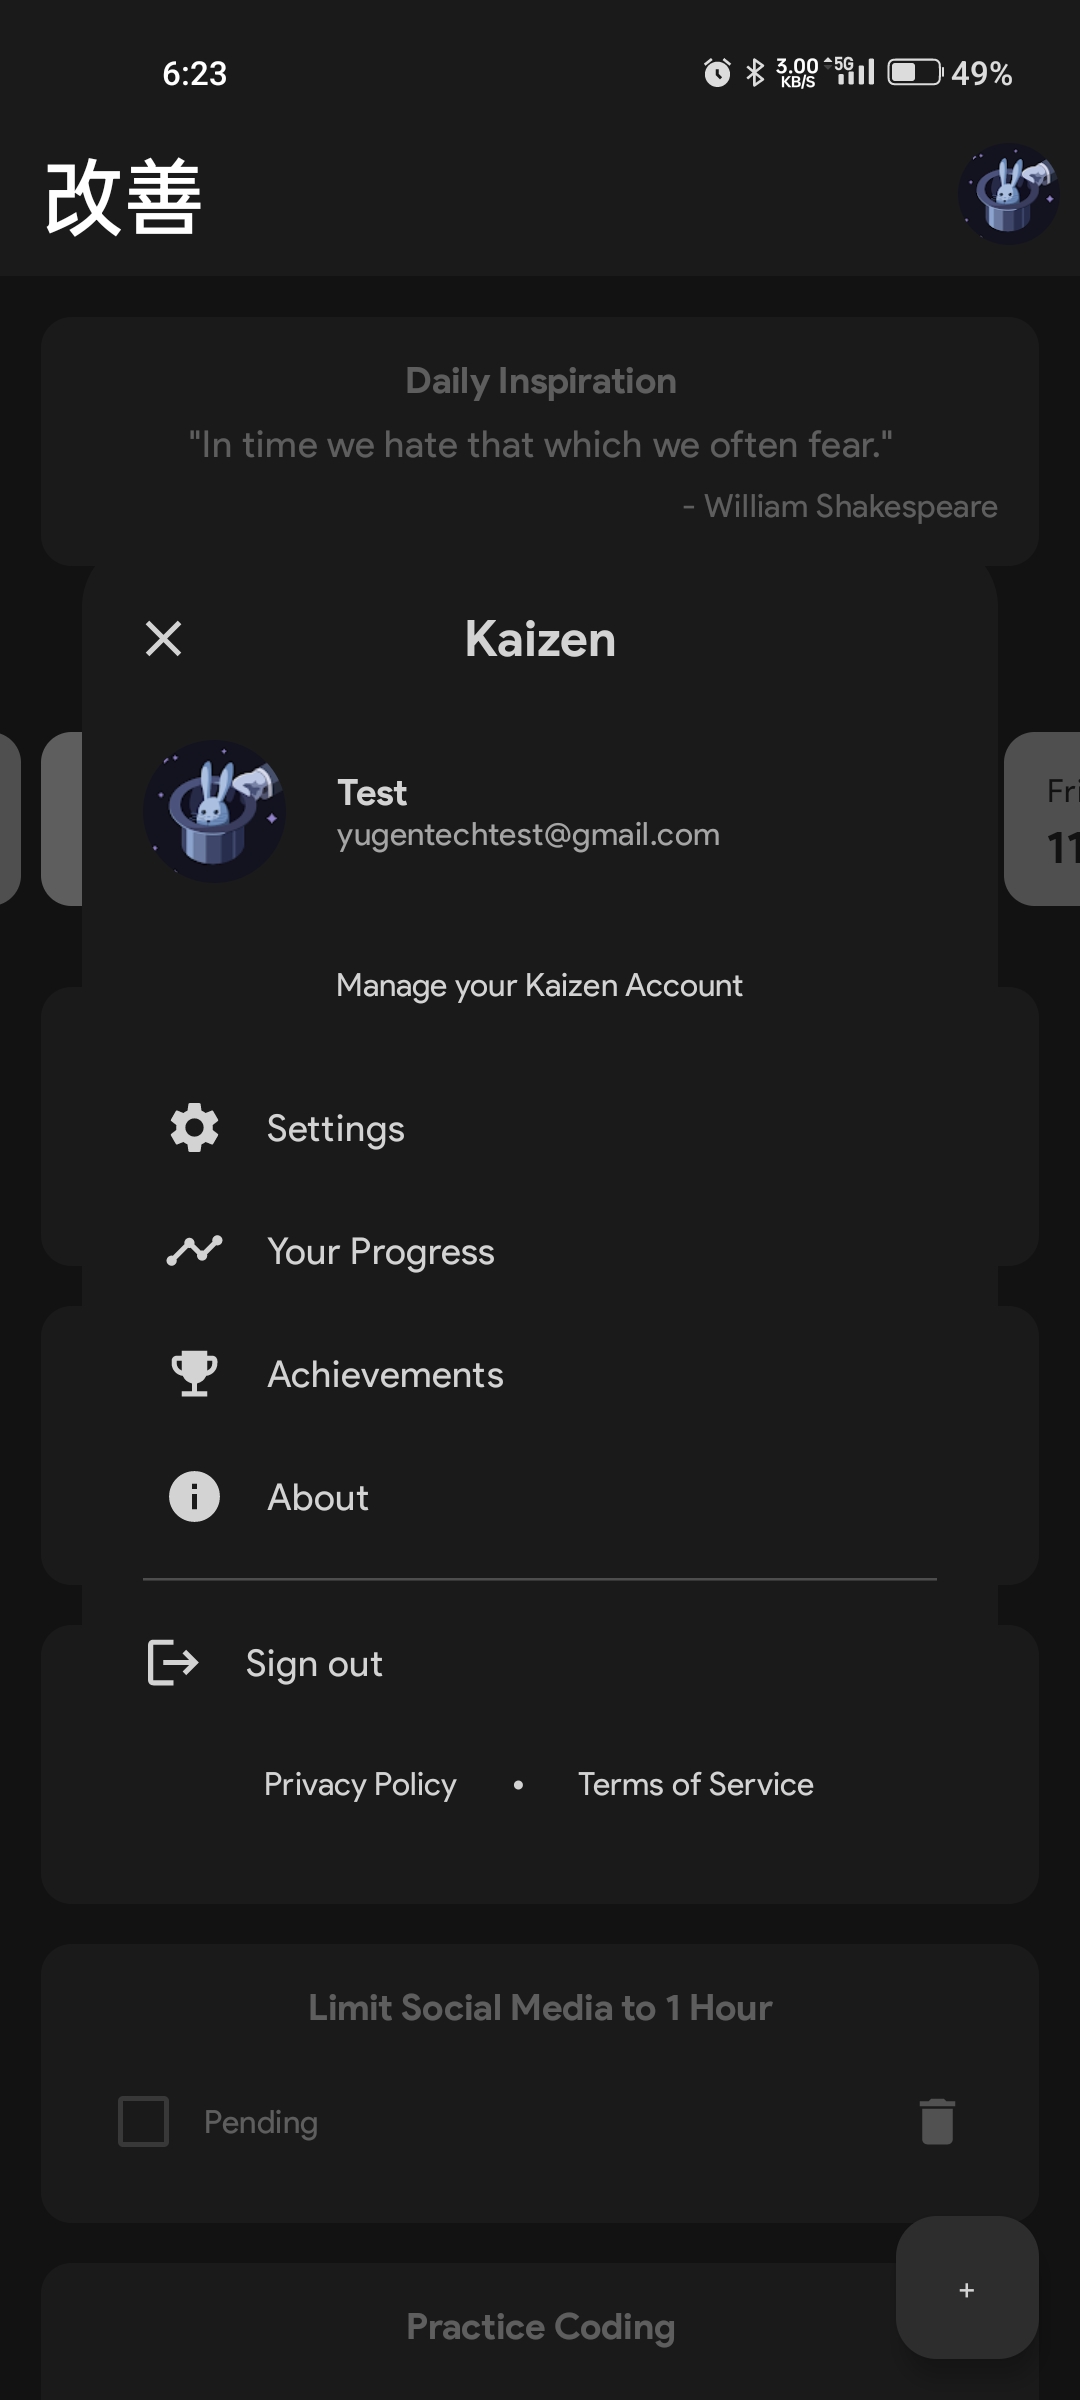 6:23
3.00
KB/S
5G
49%
改善
Daily Inspiration
"In time we hate that which we often fear."
- William Shakespeare
Kaizen
Fri
11
Test
yugentechtest@gmail.com
Manage your Kaizen Account
Settings
Your Progress
Achievements
About
Sign out
Privacy Policy • Terms of Service
Limit Social Media to 1 Hour
Pending
+
Practice Coding